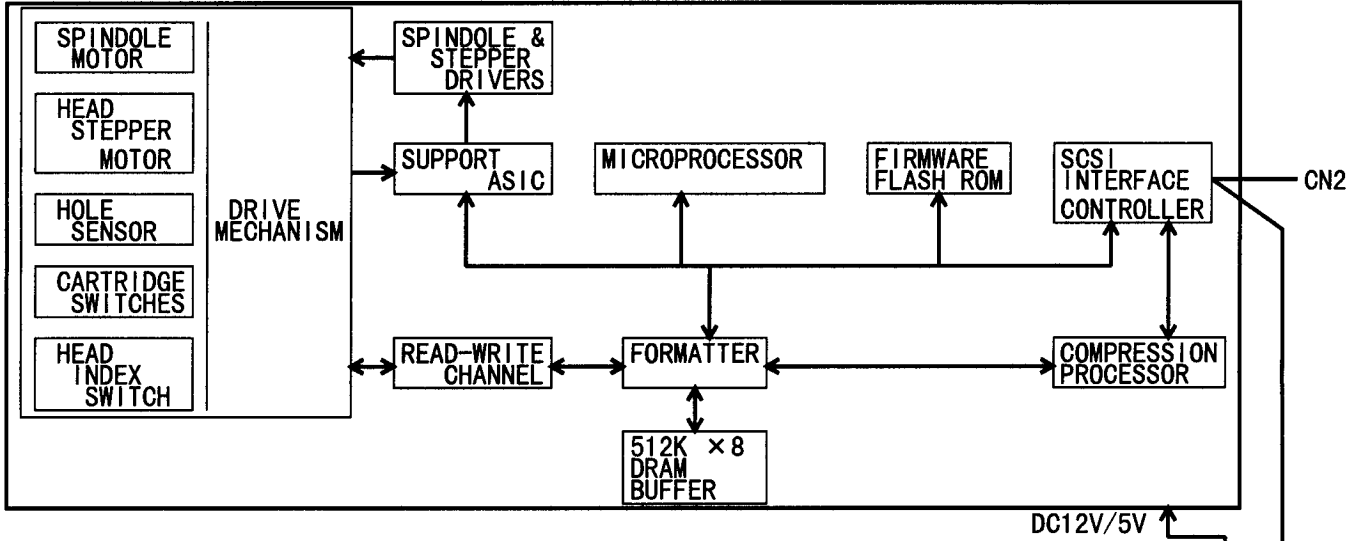 SPINDOLE
MOTOR
HEAD
STEPPER
MOTOR
HOLE
SENSOR
CARTRIDGE
SWITCHES
HEAD
INDEX
SWITCH
DRIVE
MECHANISM
SPINDOLE &
STEPPER
DRIVERS
SUPPORT
ASIC
MICROPROCESSOR
FIRMWARE
FLASH ROM
SCSI
INTERFACE
CONTROLLER
CN2
READ-WRITE
CHANNEL
FORMATTER
COMPRESSION
PROCESSOR
512K ×8
DRAM
BUFFER
DC12V/5V